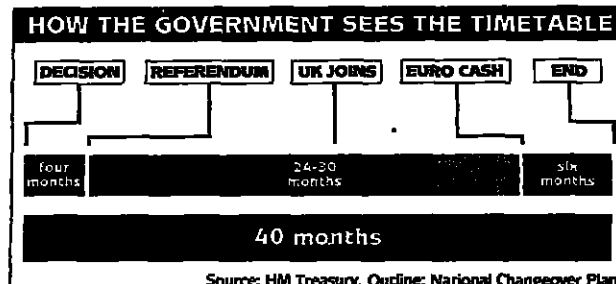 HOW THE GOVERNMENT SEES THE TIMETABLE
DECISION REFERENDUM UK JOINS EURO CASH END
four months 24-30 months six months
40 months
Source: HM Treasury, Outline: National Changeover Plan